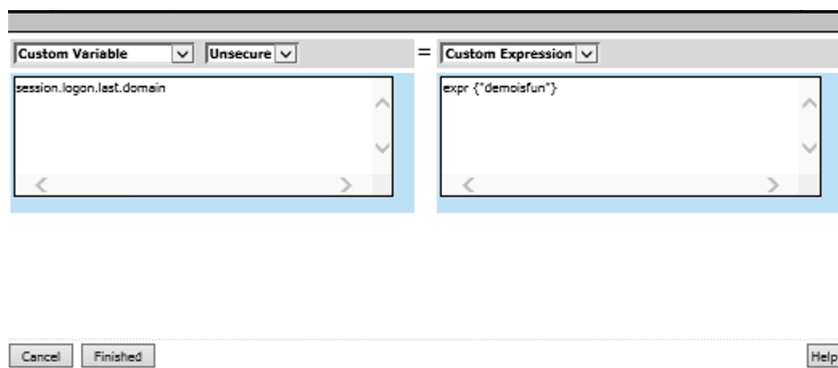 Custom Variable Unsecure = Custom Expression
session.logon.last.domain
expr {"demoisfun"}
Cancel Finished Help